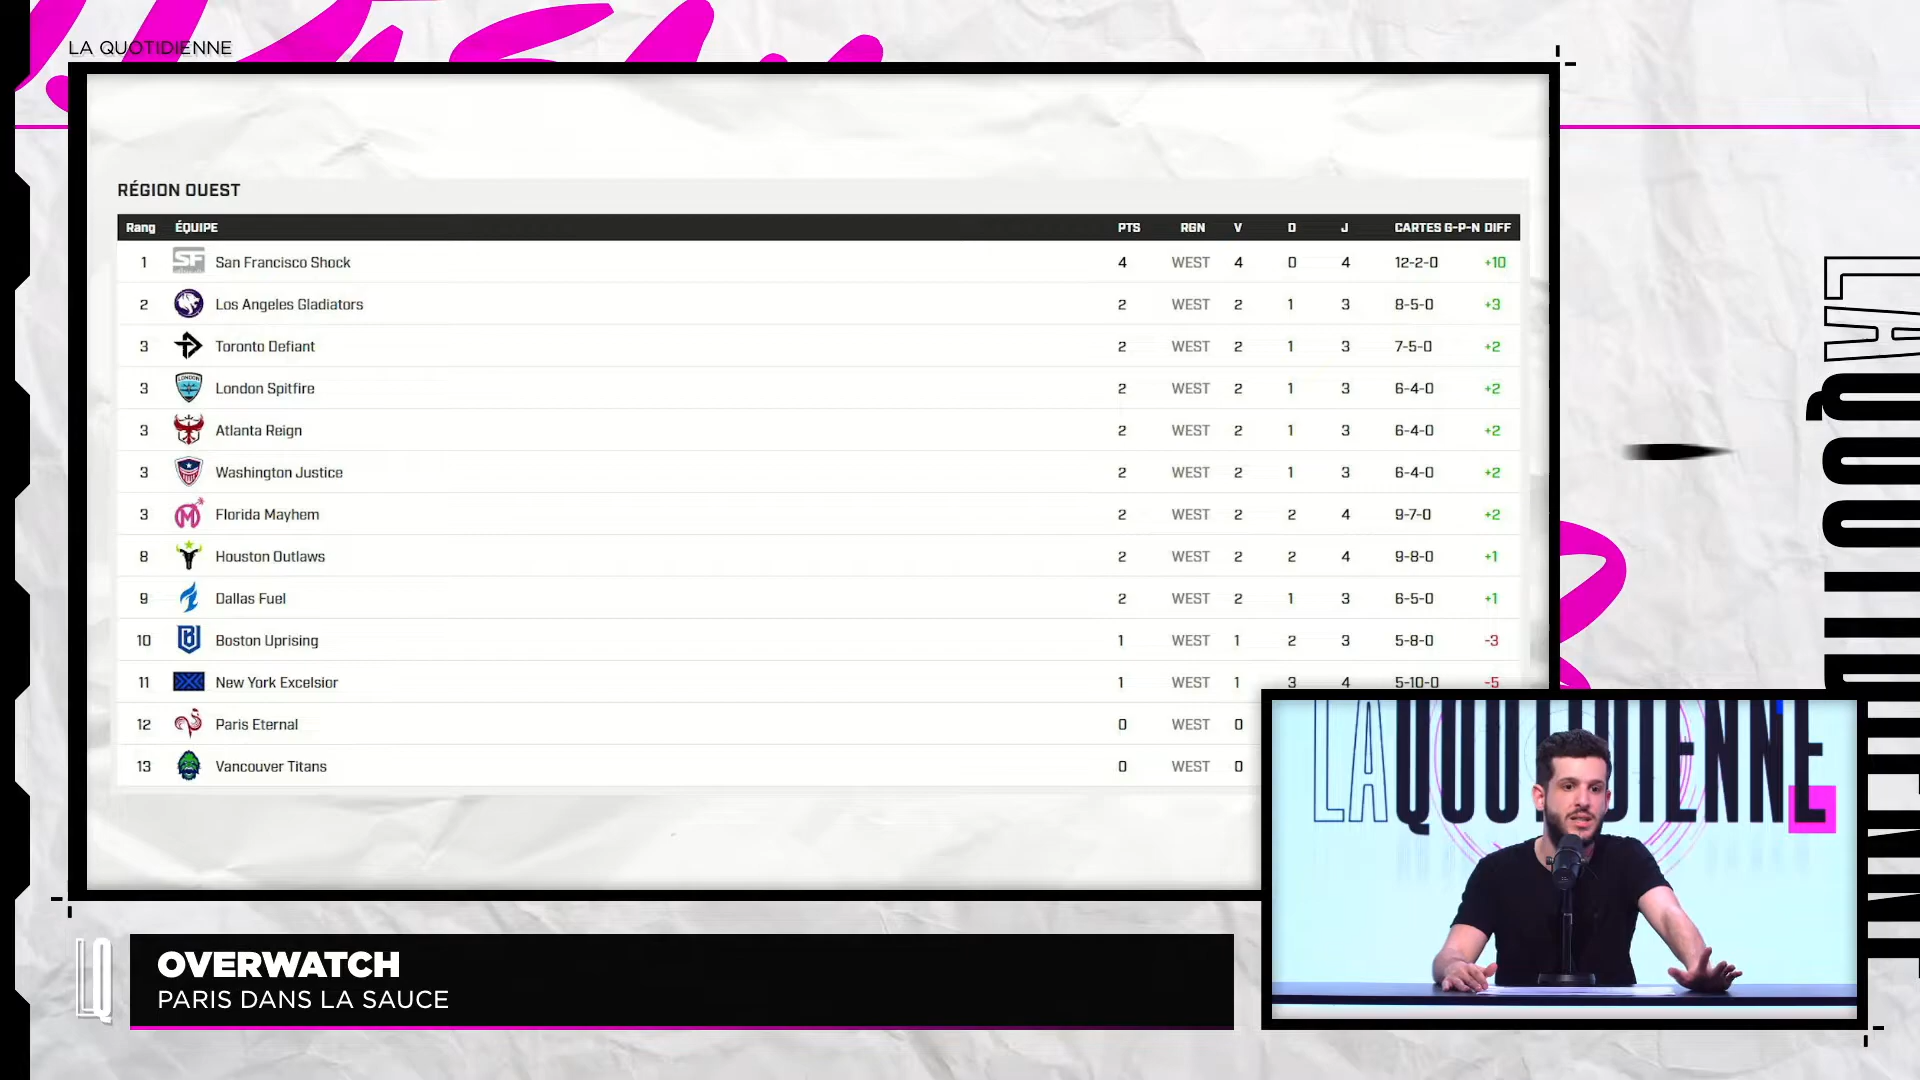 LA QUOTIDIENNE
RÉGION OUEST
Rang ÉQUIPE PTS RGN V D J CARTES G-P-N DIFF
1 SF San Francisco Shock 4 WEST 4 0 4 12-2-0 +10
2 Los Angeles Gladiators 2 WEST 2 1 3 8-5-0 +3
3 Toronto Defiant 2 WEST 2 1 3 7-5-0 +2
3 London Spitfire 2 WEST 2 1 3 6-4-0 +2
3 Atlanta Reign 2 WEST 2 1 3 6-4-0 +2
3 Washington Justice 2 WEST 2 1 3 6-4-0 +2
3 Florida Mayhem 2 WEST 2 2 4 9-7-0 +2
8 Houston Outlaws 2 WEST 2 2 4 9-8-0 +1
9 Dallas Fuel 2 WEST 2 1 3 6-5-0 +1
10 Boston Uprising 1 WEST 1 2 3 5-8-0 -3
11 New York Excelsior 1 WEST 1 3 4 5-10-0 -5
12 Paris Eternal 0 WEST 0
13 Vancouver Titans 0 WEST 0
LAQUOTIDIENNE
LAQUOTIDIENNE
LQ
OVERWATCH
PARIS DANS LA SAUCE